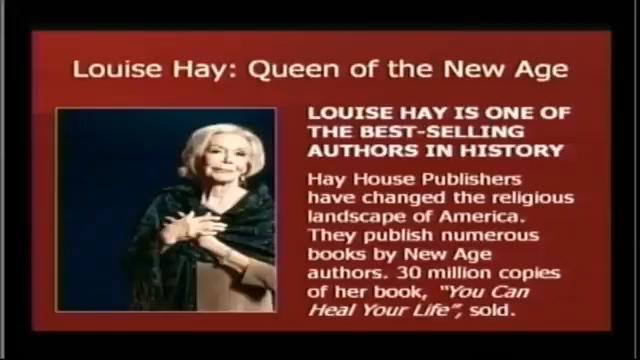 Louise Hay: Queen of the New Age
LOUISE HAY IS ONE OF
THE BEST-SELLING
AUTHORS IN HISTORY
Hay House Publishers
have changed the religious
landscape of America.
They publish numerous
books by New Age
authors. 30 million copies
of her book, "You Can
Heal Your Life", sold.